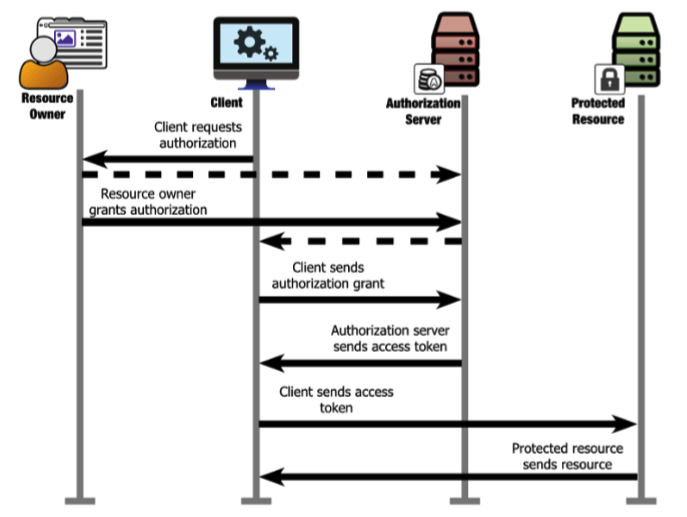 Resource
Owner
Client
Authorization
Server
Protected
Resource
Client requests
authorization
Resource owner
grants authorization
Client sends
authorization grant
Authorization server
sends access token
Client sends access
token
Protected resource
sends resource